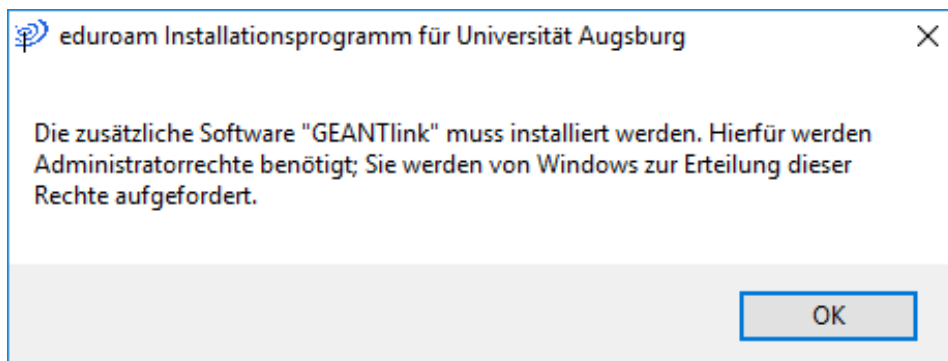 eduroam Installationsprogramm für Universität Augsburg
Die zusätzliche Software "GEANTlink" muss installiert werden. Hierfür werden
Administratorrechte benötigt; Sie werden von Windows zur Erteilung dieser
Rechte aufgefordert.
OK